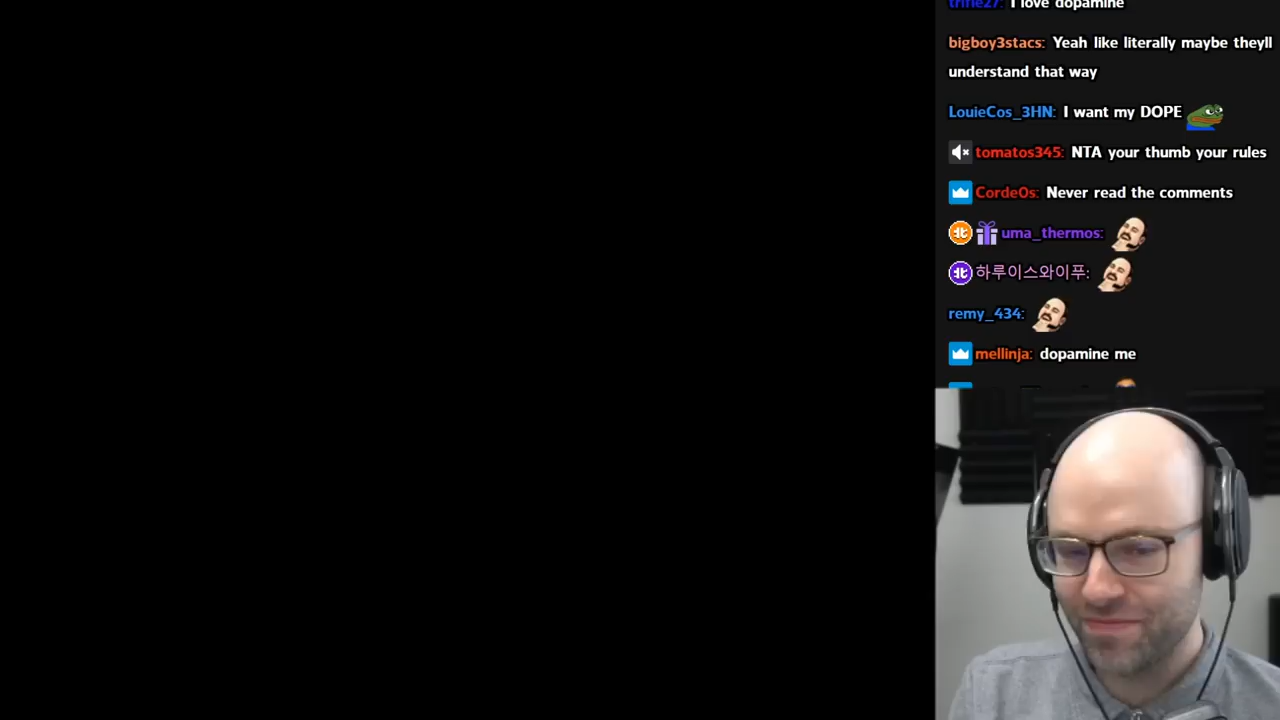 trifle27: I love dopamine
bigboy3stacs: Yeah like literally maybe theyll
understand that way
LouieCos_3HN: I want my DOPE
tomatos345: NTA your thumb your rules
CordeOs: Never read the comments
uma_thermos:
하루이스와이푸:
remy_434:
mellinja: dopamine me